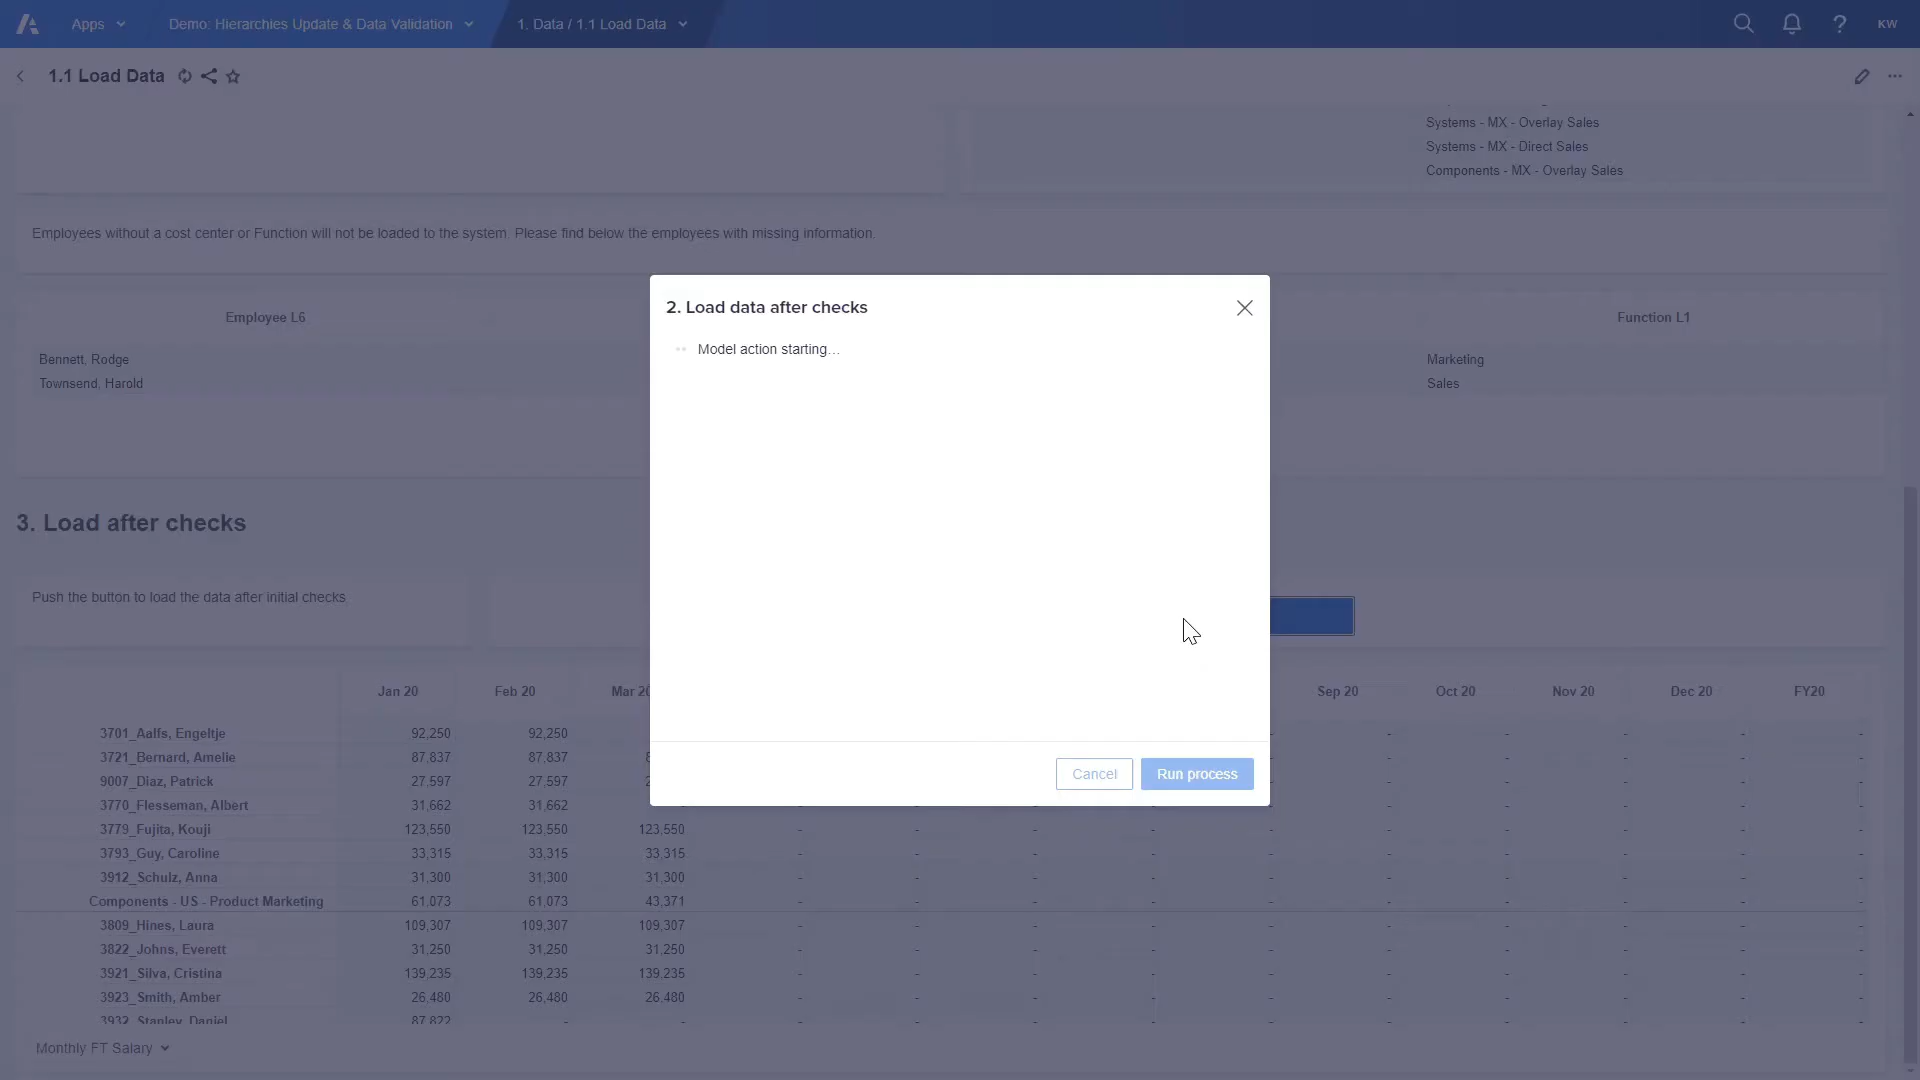 Apps
Demo: Hierarchies Update & Data Validation
1. Data / 1.1 Load Data
KW
1.1 Load Data
Systems - MX - Overlay Sales
Systems - MX - Direct Sales
Components - MX - Overlay Sales
Employees without a cost center or Function will not be loaded to the system. Please find below the employees with missing information.
2. Load data after checks
Model action starting...
Employee L6 Function L1
Bennett, Rodge Marketing
Townsend, Harold Sales
3. Load after checks
Push the button to load the data after initial checks
Cancel Run process
Jan 20 Feb 20 Mar 20 Sep 20 Oct 20 Nov 20 Dec 20 FY20
3701_Aalfs, Engeltje 92,250 92,250 - - - - -
3721_Bernard, Amelie 87,837 87,837 8 - - - - -
9007_Diaz, Patrick 27,597 27,597 2 - - - - -
3770_Flesseman, Albert 31,662 31,662 - - - - - - - - - -
3779_Fujita, Kouji 123,550 123,550 123,550 - - - - - - - - - -
3793_Guy, Caroline 33,315 33,315 33,315 - - - - - - - - - -
3912_Schulz, Anna 31,300 31,300 31,300 - - - - - - - - - -
Components - US - Product Marketing 61,073 61,073 43,371 - - - - - - - - - -
3809_Hines, Laura 109,307 109,307 109,307 - - - - - - - - - -
3822_Johns, Everett 31,250 31,250 31,250 - - - - - - - - - -
3921_Silva, Cristina 139,235 139,235 139,235 - - - - - - - - - -
3923_Smith, Amber 26,480 26,480 26,480 - - - - - - - - - -
3932_Stanley, Daniel 87,822 - - - - - - - - - - - -
Monthly FT Salary